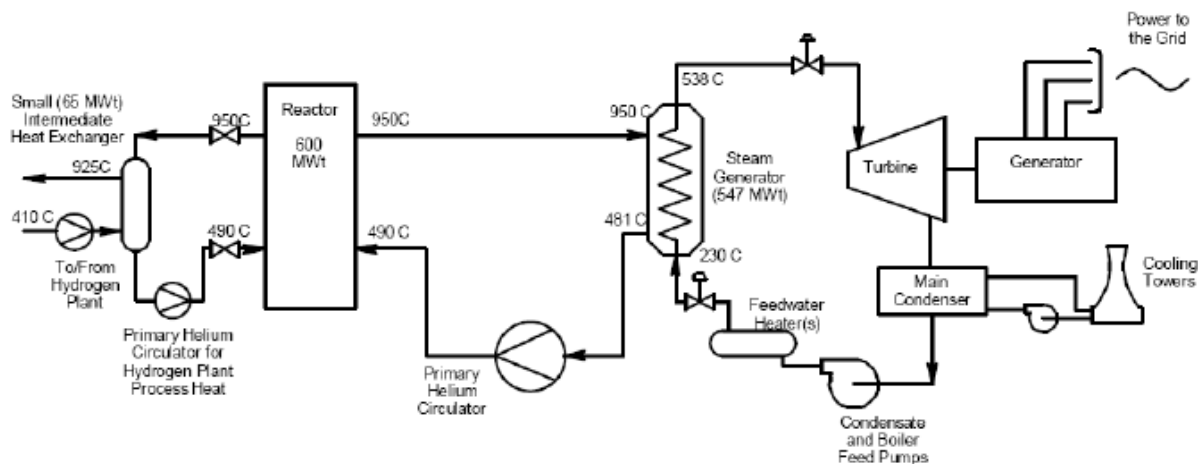 Power to
the Grid
538 C
Small (65 MWt)
Intermediate
Heat Exchanger
950C
Reactor
600
MWt
950C
950 C
Steam
Generator
(547 MWt)
Turbine
Generator
925C
410 C
490 C
490 C
481 C
230 C
To/From
Hydrogen
Plant
Primary Helium
Circulator for
Hydrogen Plant
Process Heat
Primary
Helium
Circulator
Feedwater
Heater(s)
Main
Condenser
Cooling
Towers
Condensate
and Boiler
Feed Pumps